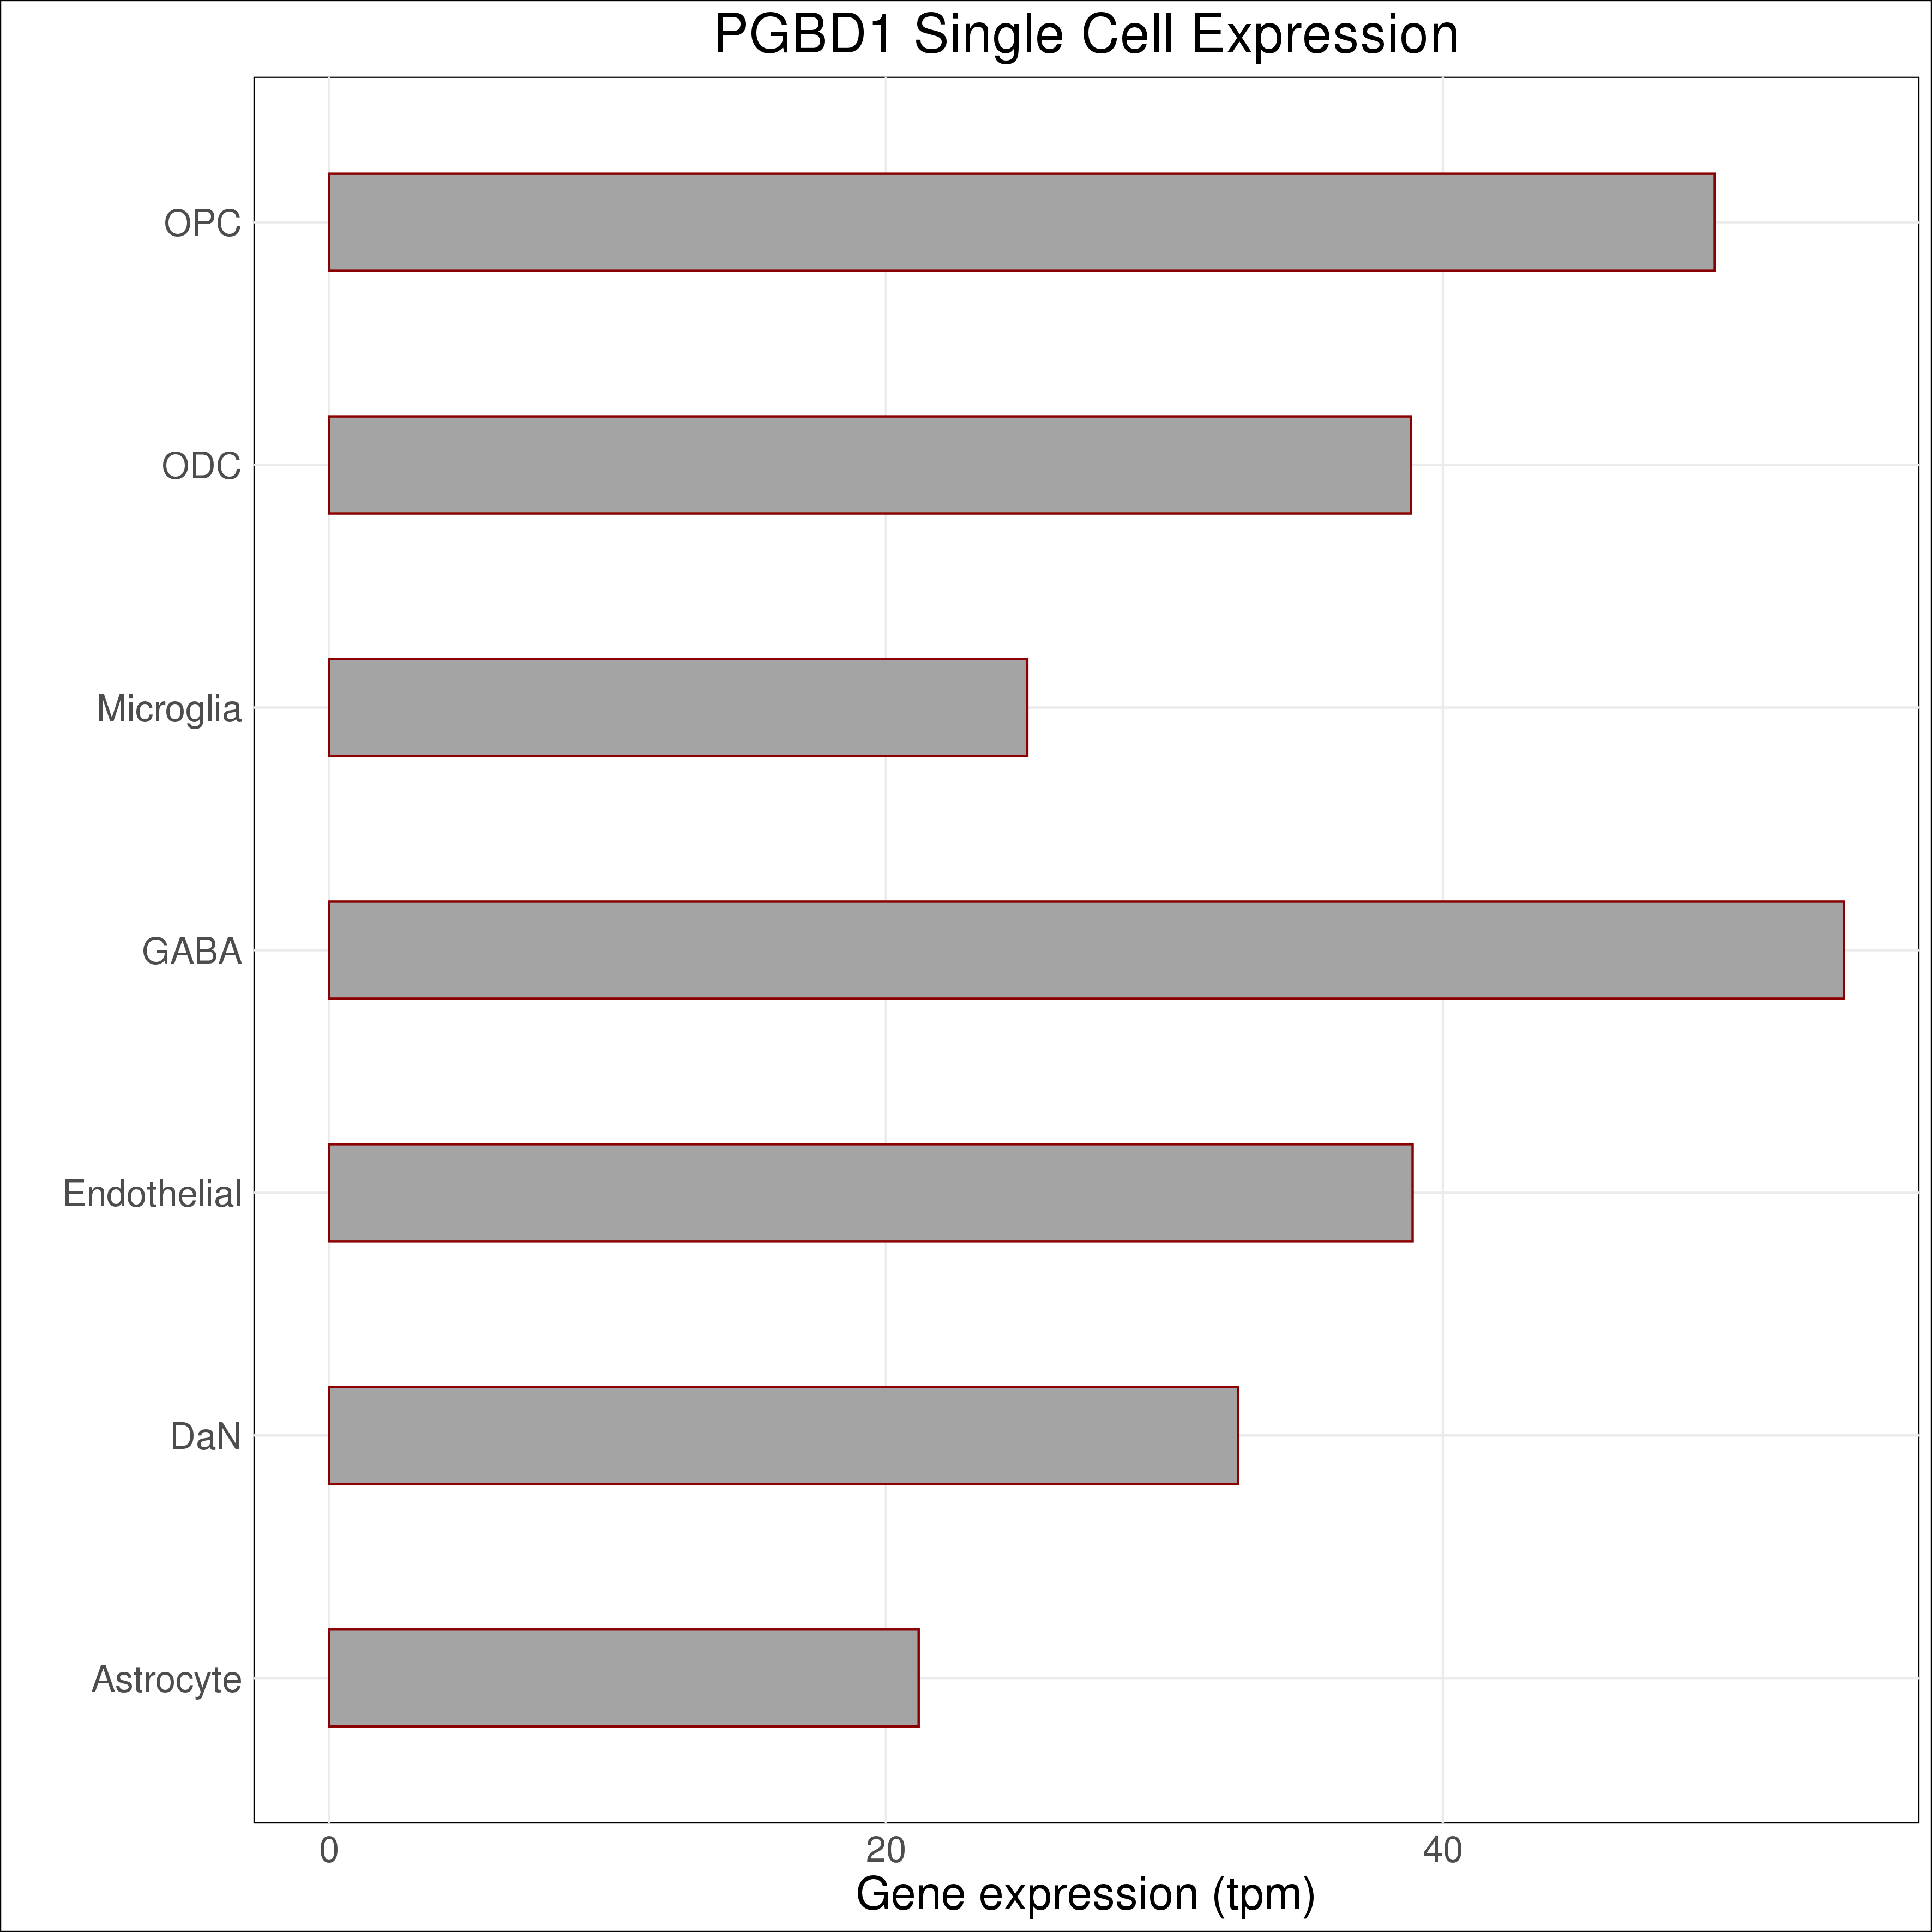 PGBD1 Single Cell Expression
OPC
ODC
Microglia
GABA
Endothelial
DaN
Astrocyte
0 20 40
Gene expression (tpm)